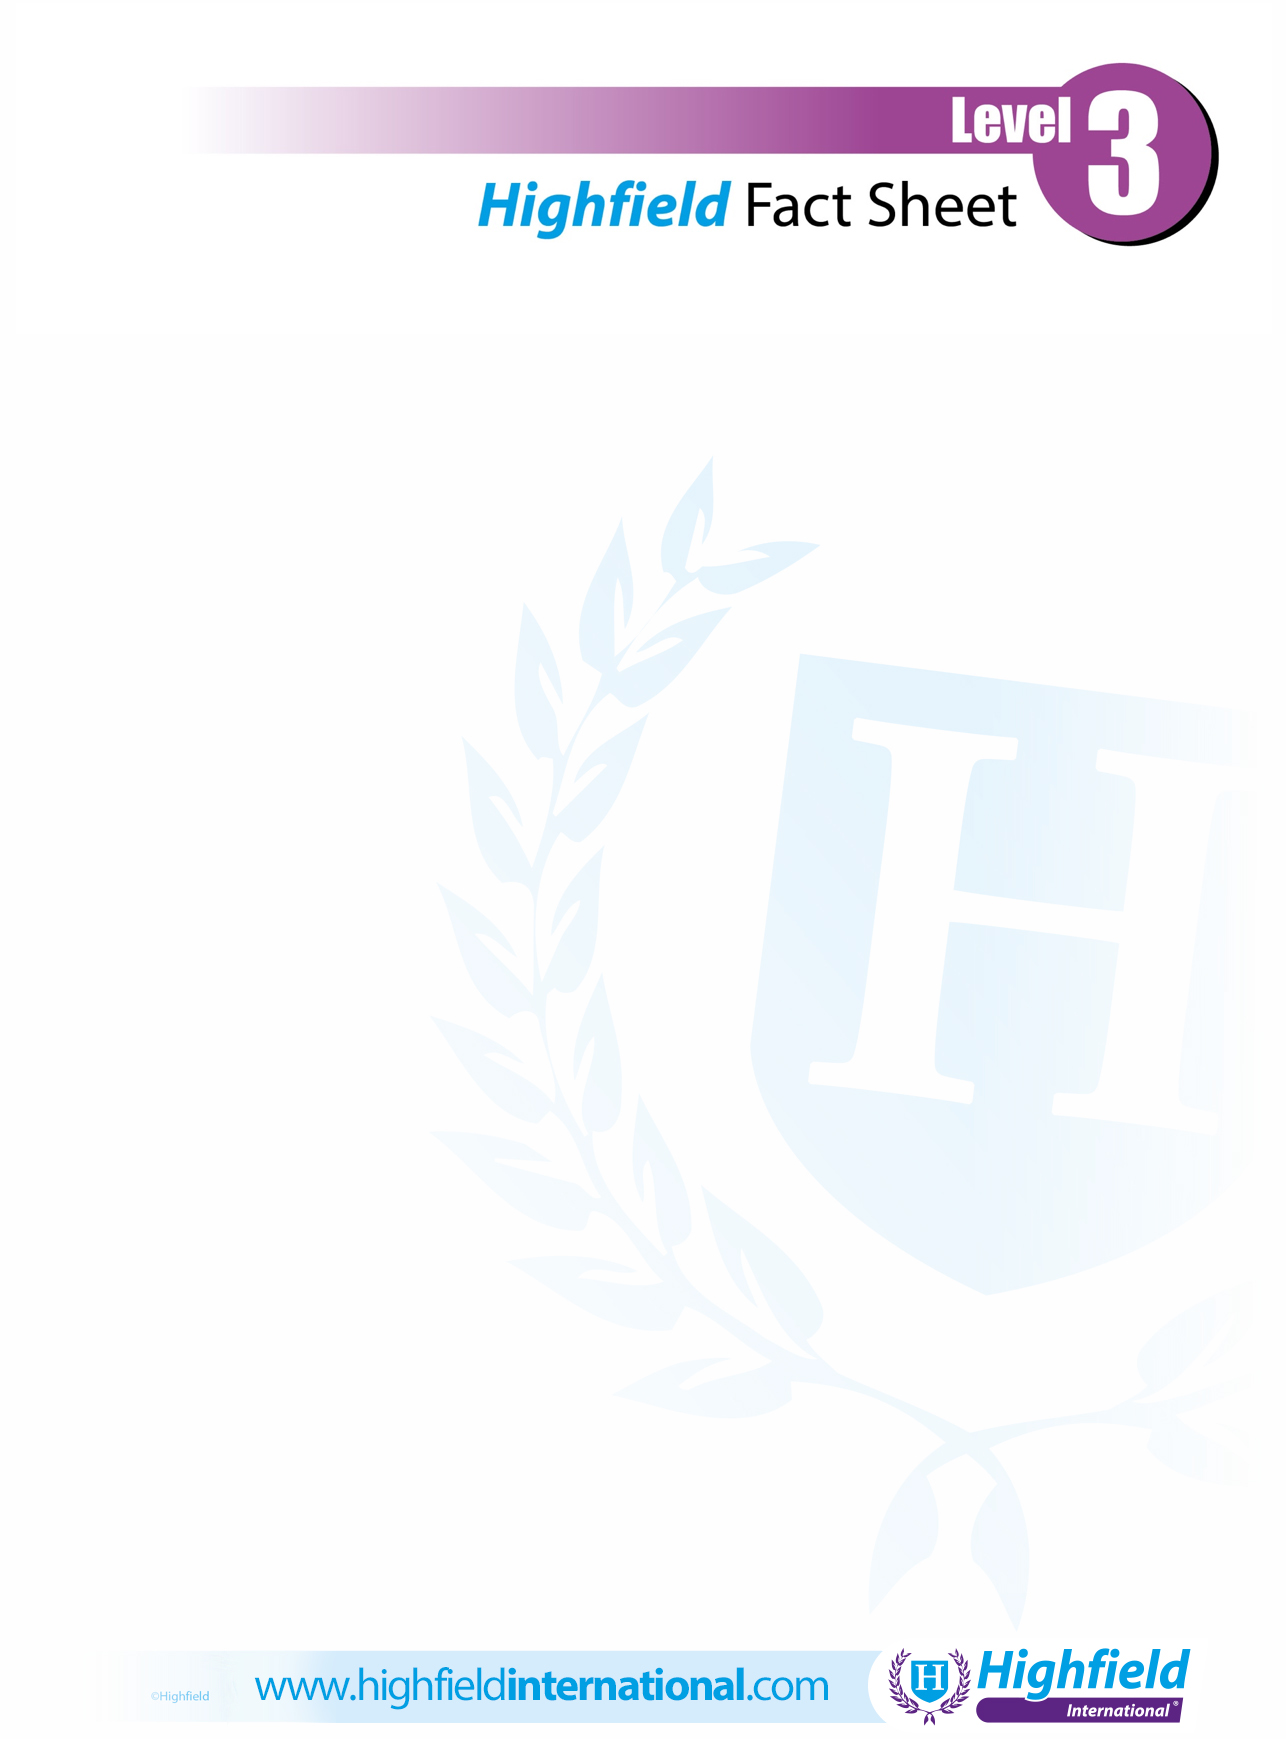 Level 3
Highfield Fact Sheet
H
©Highfield
www.highfieldinternational.com
H
Highfield
International®